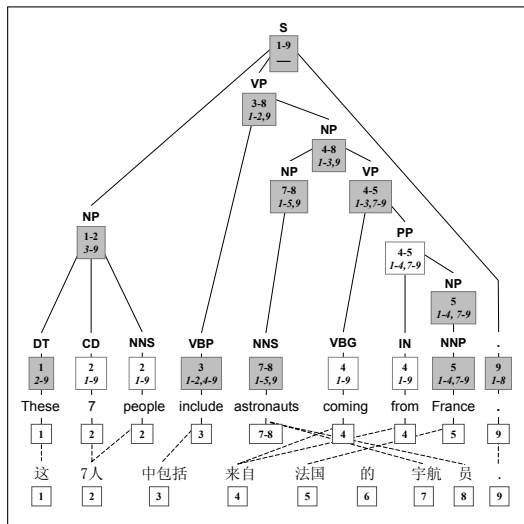 S
1-9
—
VP
3-8
1-2,9
NP
4-8
1-3,9
NP
7-8
1-5,9
VP
4-5
1-3,7-9
NP
1-2
3-9
PP
4-5
1-4,7-9
NP
5
1-4, 7-9
DT CD NNS VBP NNS VBG IN NNP .
1 2 2 3 7-8 4 4 5 9
2-9 1-9 1-9 1-2,4-9 1-5,9 1-9 1-9 1-4,7-9 1-8
These 7 people include astronauts coming from France .
1 2 2 3 7-8 4 4 5 9
这 7人 中包括 来自 法国 的 宇航 员 .
1 2 3 4 5 6 7 8 9